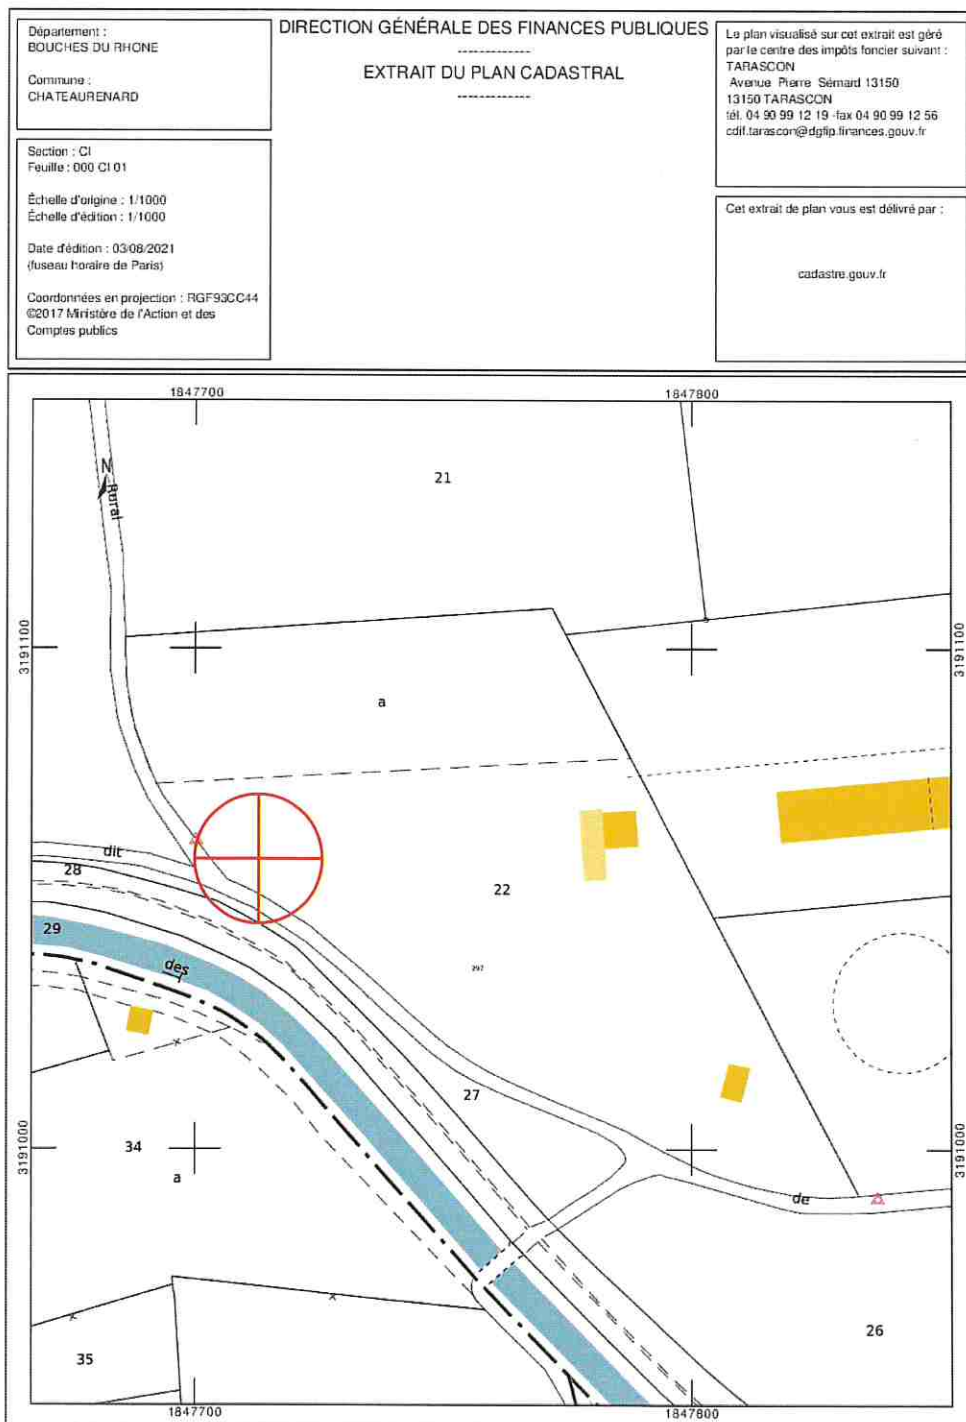 Département :
BOUCHES DU RHONE
Commune :
CHATEAURENARD
Section : CI
Feuille : 000 CI 01
Échelle d'origine : 1/1000
Échelle d'édition : 1/1000
Date d'édition : 03/08/2021
(fuseau horaire de Paris)
Coordonnées en projection : RGF93CC44
©2017 Ministère de l'Action et des
Comptes publics
DIRECTION GÉNÉRALE DES FINANCES PUBLIQUES
-------------
EXTRAIT DU PLAN CADASTRAL
-------------
Le plan visualisé sur cet extrait est géré
par le centre des impôts foncier suivant :
TARASCON
Avenue Pierre Sémard 13150
13150 TARASCON
tél. 04 90 99 12 19 -fax 04 90 99 12 56
cdif.tarascon@dgfip.finances.gouv.fr
Cet extrait de plan vous est délivré par :
cadastre.gouv.fr
1847700
1847800
N
Rural
21
3191100
3191100
a
dit
28
22
29
297
des
27
3191000
3191000
34
a
de
26
35
1847700
1847800